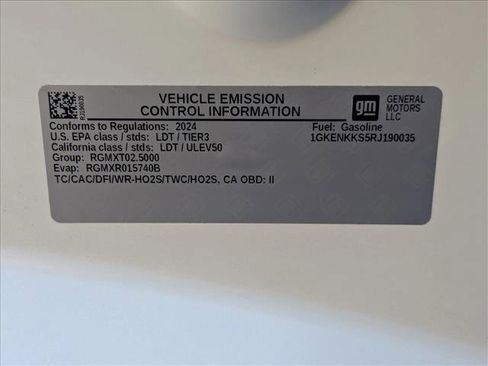 RJ190035
VEHICLE EMISSION
CONTROL INFORMATION
gm
GENERAL
MOTORS
LLC
Conforms to Regulations: 2024
Fuel: Gasoline
U.S. EPA class / stds: LDT / TIER3
1GKENKKS5RJ190035
California class / stds: LDT / ULEV50
Group: RGMXT02.5000
Evap: RGMXR015740B
TC/CAC/DFI/WR-HO2S/TWC/HO2S, CA OBD: II